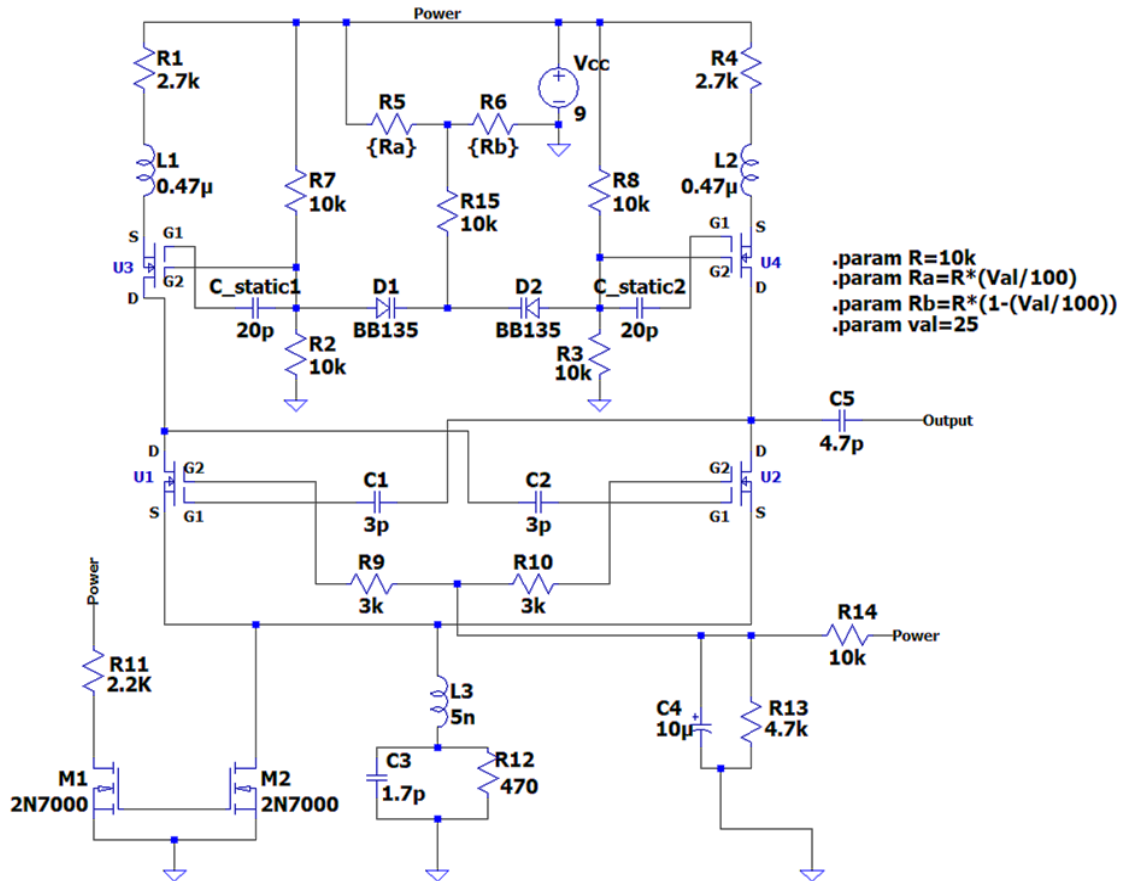 Power
R1
2.7k
L1
0.47µ
R7
10k
R5
{Ra}
R6
{Rb}
Vcc
9
R15
10k
R8
10k
R4
2.7k
L2
0.47µ
S
G1
U3
G2
D
C_static1
20p
D1
BB135
D2
BB135
C_static2
20p
G1
S
G2
U4
D
R2
10k
R3
10k
.param R=10k
.param Ra=R*(Val/100)
.param Rb=R*(1-(Val/100))
.param val=25
C5
4.7p
Output
D
U1
G2
G1
S
C1
3p
C2
3p
D
G2
U2
G1
S
R9
3k
R10
3k
Power
R11
2.2K
M1
2N7000
M2
2N7000
L3
5n
C3
1.7p
R12
470
R14
10k
Power
C4
10µ
R13
4.7k